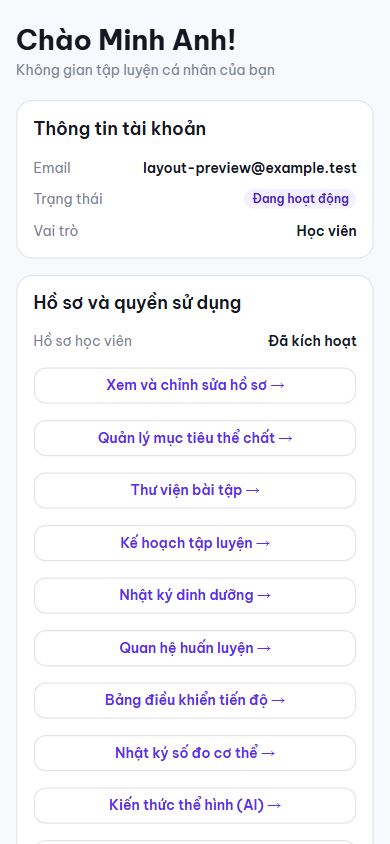 Chào Minh Anh!
Không gian tập luyện cá nhân của bạn
Thông tin tài khoản
Email layout-preview@example.test
Trạng thái Đang hoạt động
Vai trò Học viên
Hồ sơ và quyền sử dụng
Hồ sơ học viên Đã kích hoạt
Xem và chỉnh sửa hồ sơ →
Quản lý mục tiêu thể chất →
Thư viện bài tập →
Kế hoạch tập luyện →
Nhật ký dinh dưỡng →
Quan hệ huấn luyện →
Bảng điều khiển tiến độ →
Nhật ký số đo cơ thể →
Kiến thức thể hình (AI) →